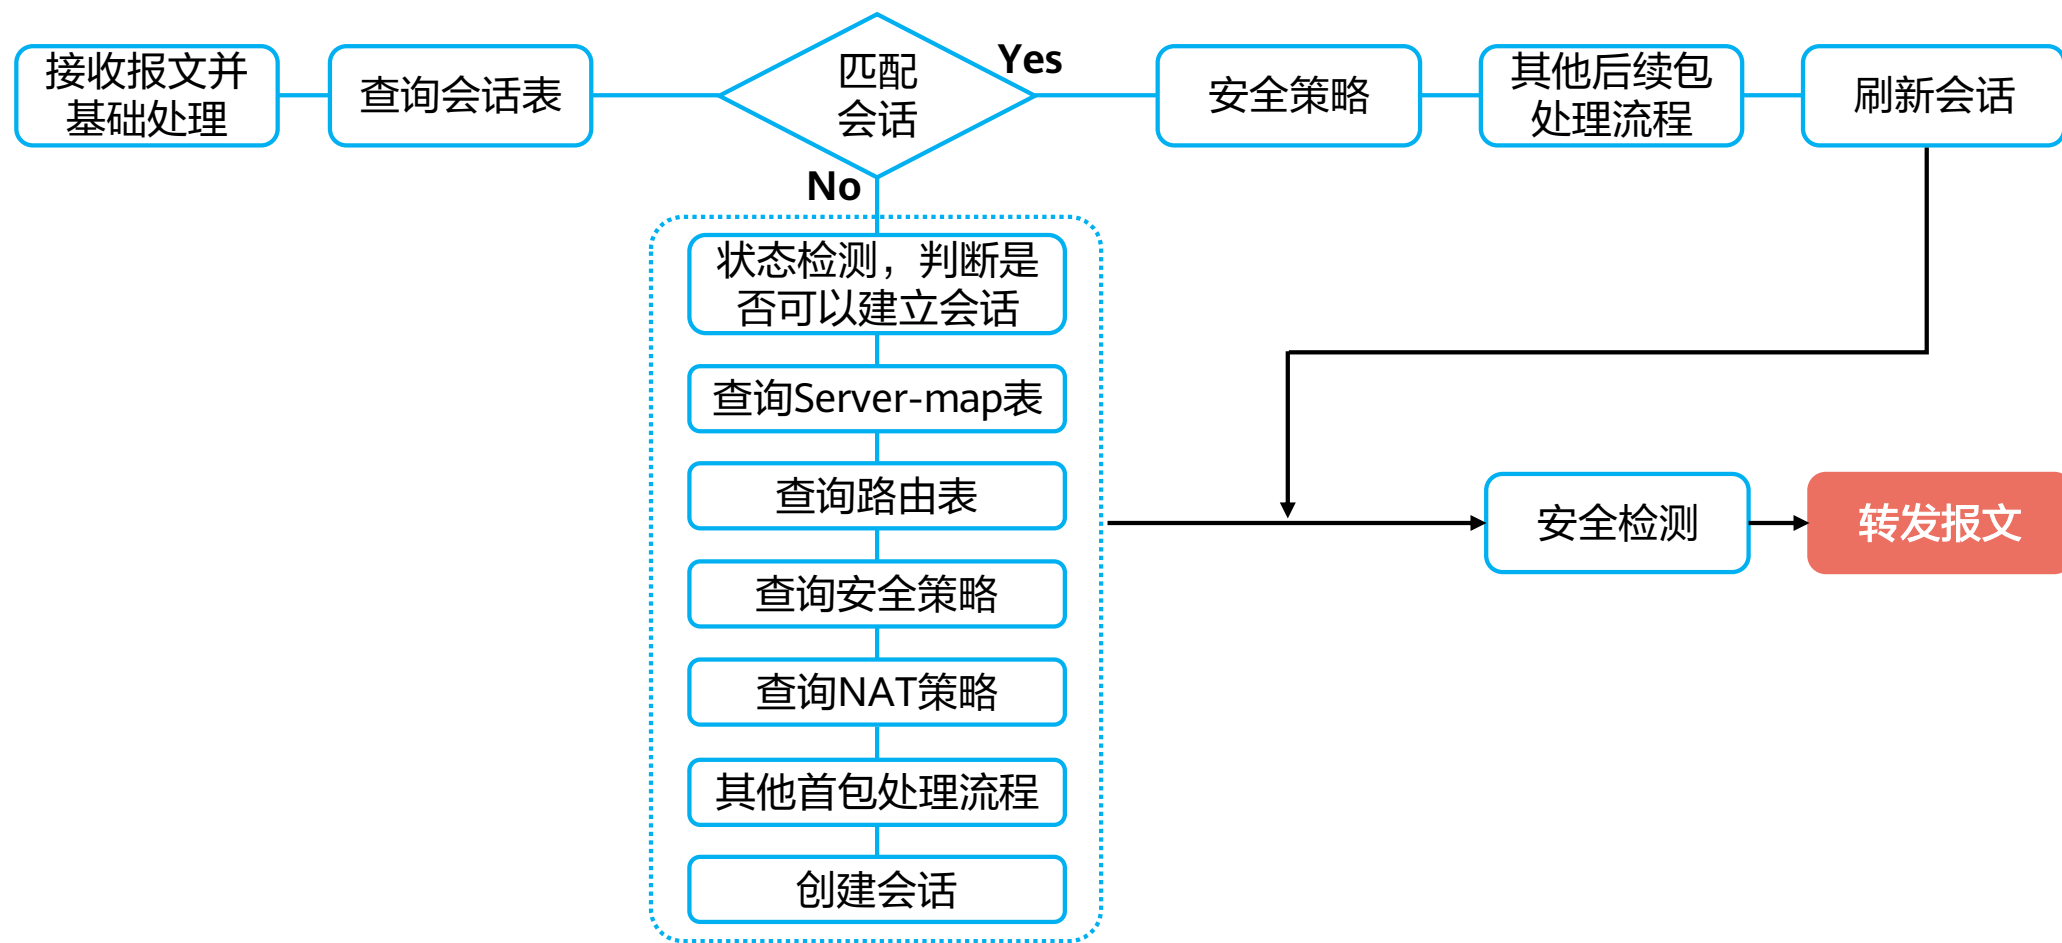 接收报文并
基础处理
查询会话表
匹配
会话
Yes
安全策略
其他后续包
处理流程
刷新会话
No
状态检测，判断是
否可以建立会话
查询Server-map表
查询路由表
查询安全策略
查询NAT策略
其他首包处理流程
创建会话
安全检测
转发报文